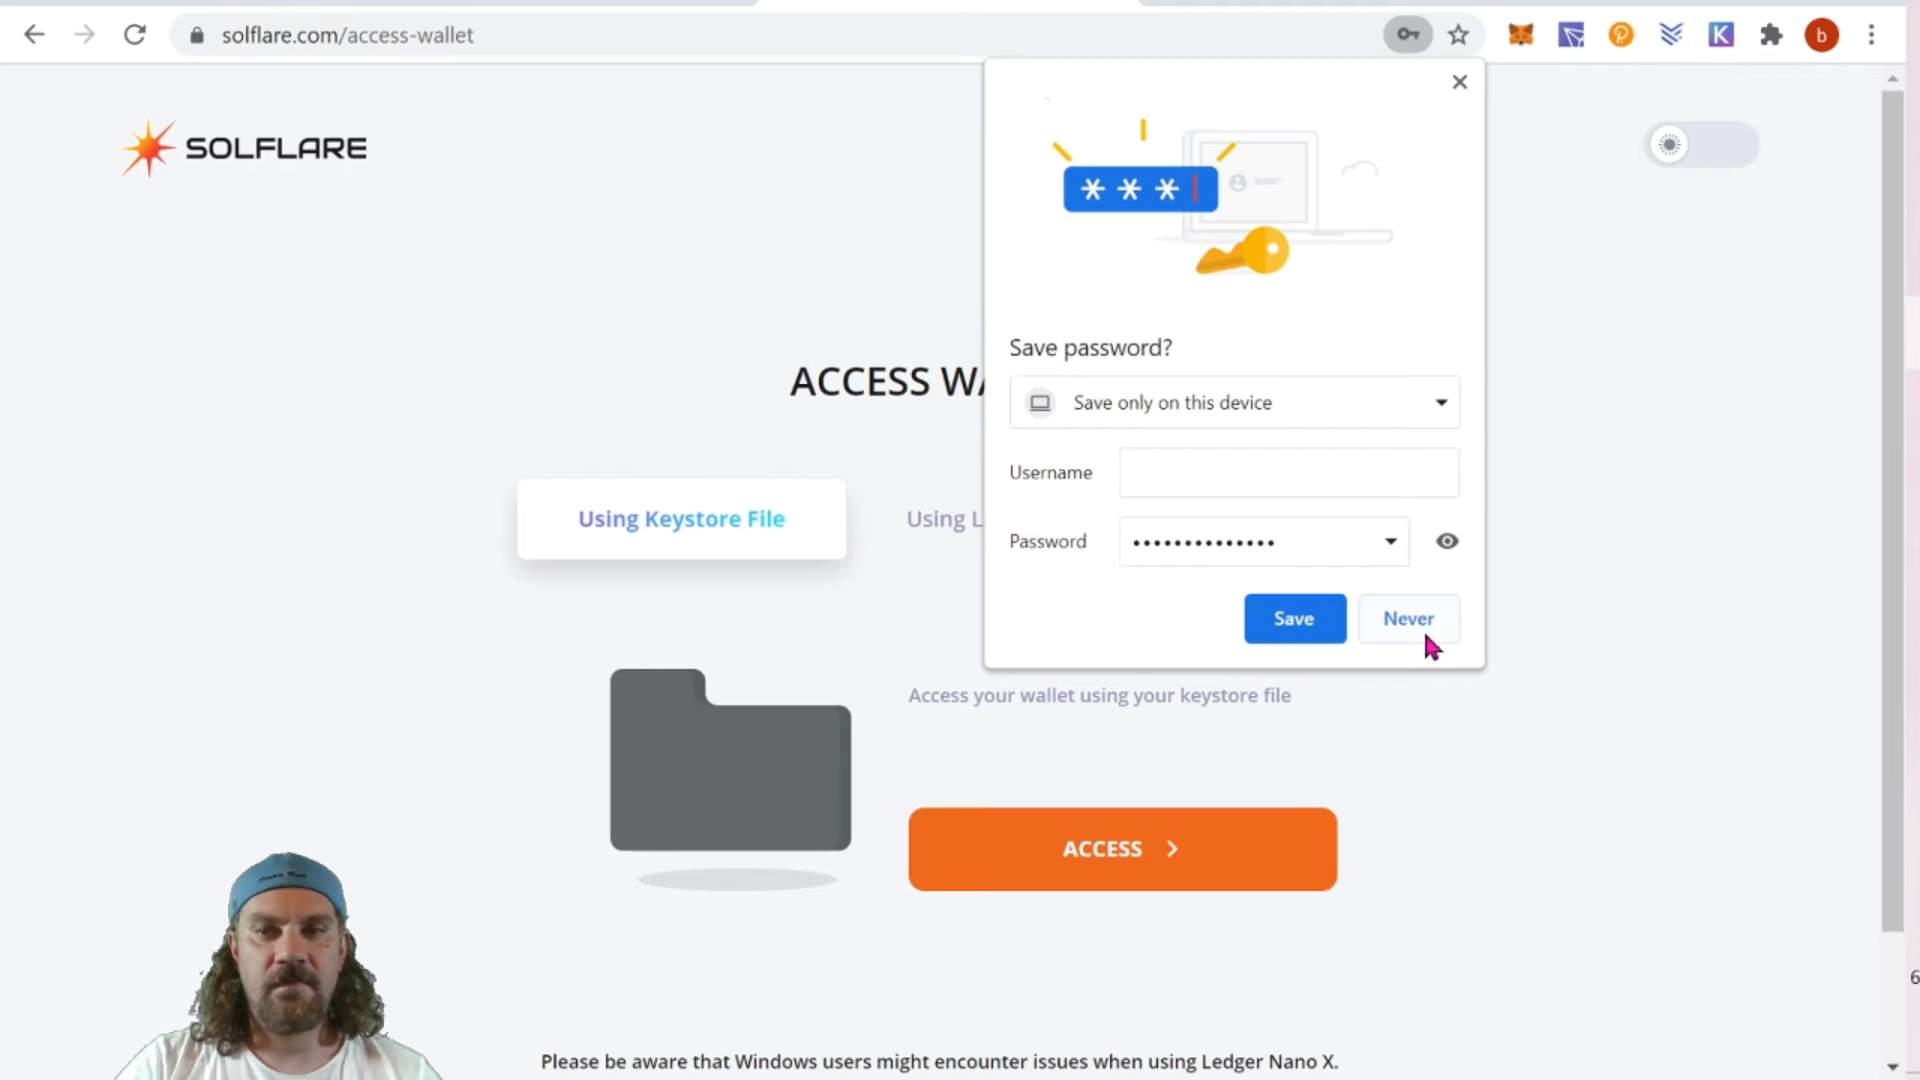 solflare.com/access-wallet
b
K
SOLFLARE
***
Save password?
Save only on this device
Username
Password ••••••••••••••
Save
Never
ACCESS WA
Using Keystore File
Using L
Access your wallet using your keystore file
ACCESS
6
Please be aware that Windows users might encounter issues when using Ledger Nano X.